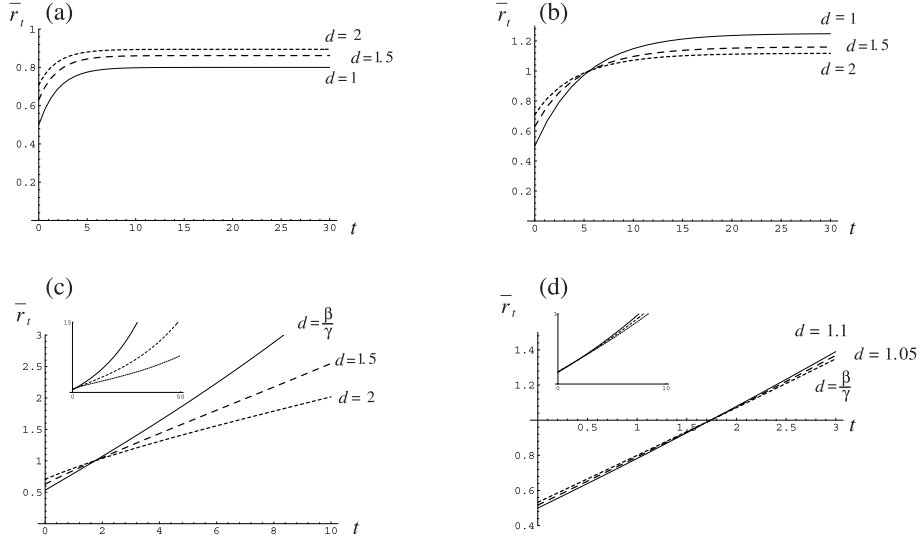 (a)
r̄ t
1
0.8
0.6
0.4
0.2
0 5 10 15 20 25 30 t
d = 2
d = 1.5
d = 1
(b)
r̄ t
1.2
1
0.8
0.6
0.4
0.2
0 5 10 15 20 25 30 t
d = 1
d = 1.5
d = 2
(c)
r̄ t
3
2.5
2
1.5
1
0.5
0 2 4 6 8 10 t
15
0 50
d = β/γ
d = 1.5
d = 2
(d)
r̄ t
1.4
1.2
0.8
0.6
0.4
0.5 1 1.5 2 2.5 3 t
3
0 10
d = 1.1
d = 1.05
d = β/γ